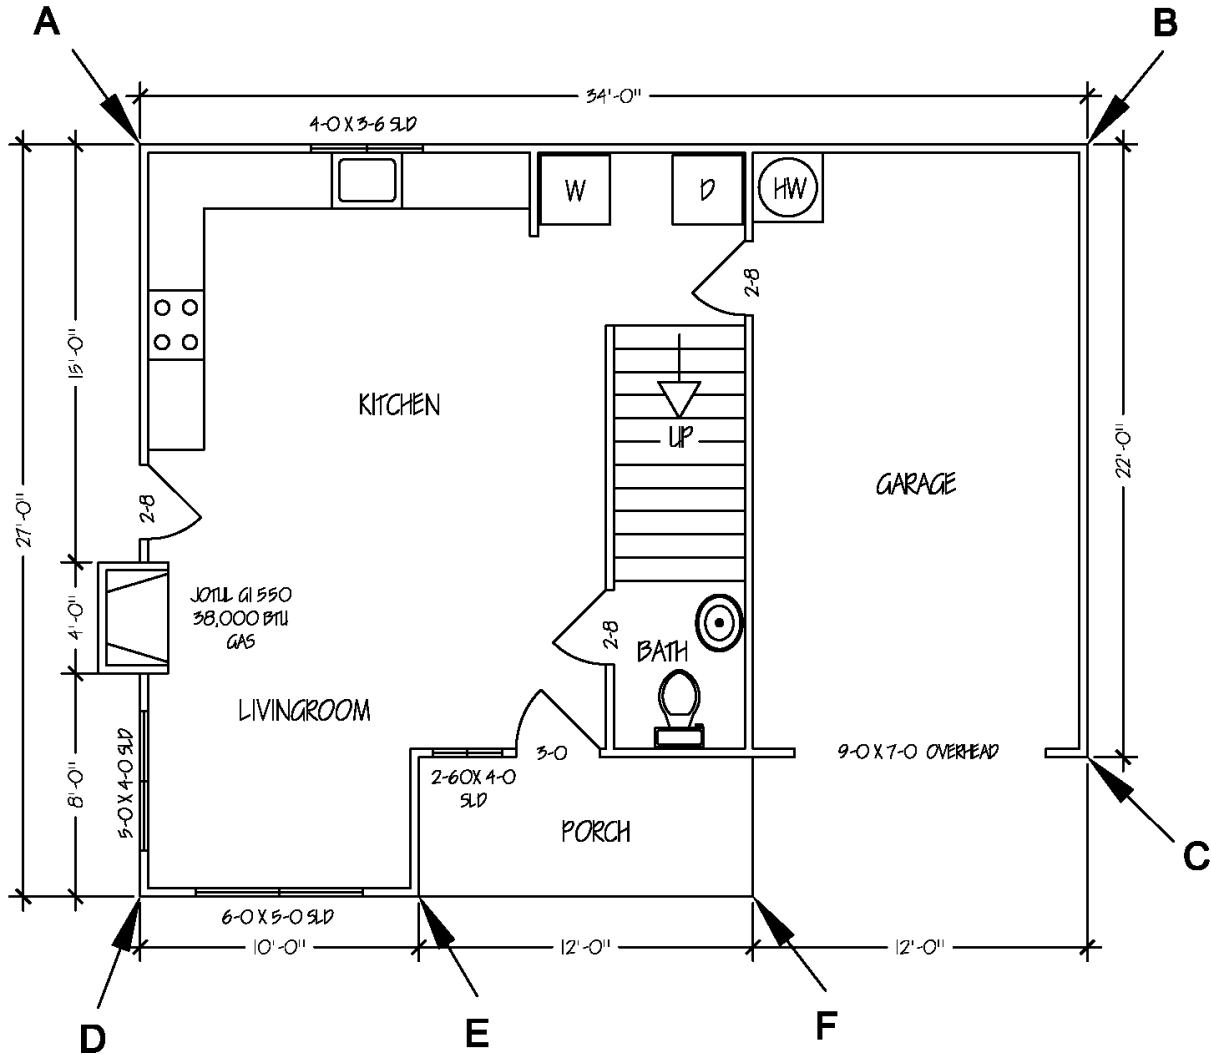 A
B
34'-0"
4-0 X 3-6 SLD
W
D
HW
2-8
15'-0"
KITCHEN
UP
22'-0"
GARAGE
27'-0"
2-8
JOTUL GI 550
38,000 BTU
GAS
4'-0"
2-8
BATH
LIVINGROOM
5-0 X 4-0 SLD
3-0
9-0 X 7-0 OVERHEAD
2-60X 4-0
SLD
8'-0"
PORCH
C
6-0 X 5-0 SLD
10'-0"
12'-0"
12'-0"
D
E
F